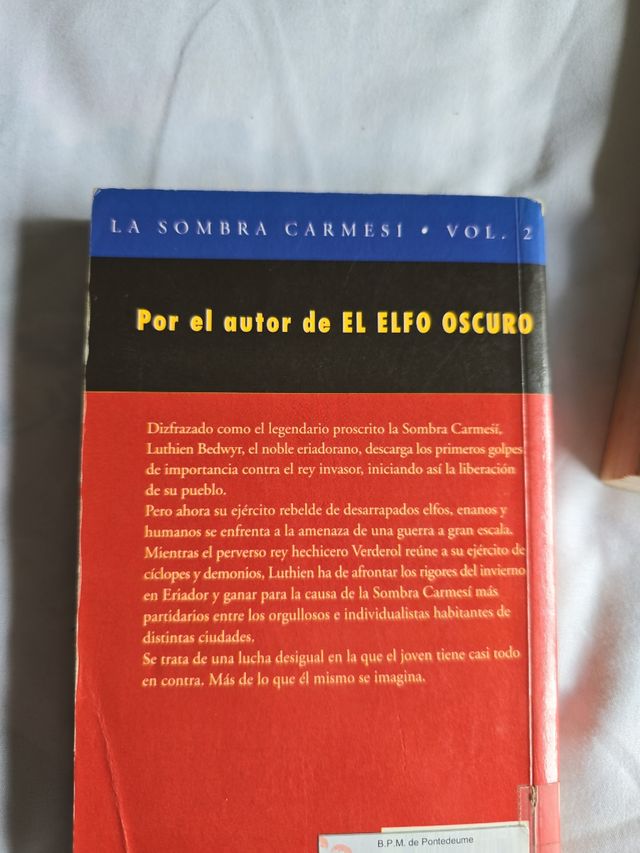 LA SOMBRA CARMESÍ • VOL. 2
Por el autor de EL ELFO OSCURO
Dizfrazado como el legendario proscrito la Sombra Carmesí,
Luthien Bedwyr, el noble eriadorano, descarga los primeros golpes
de importancia contra el rey invasor, iniciando así la liberación
de su pueblo.
Pero ahora su ejército rebelde de desarrapados elfos, enanos y
humanos se enfrenta a la amenaza de una guerra a gran escala.
Mientras el perverso rey hechicero Verderol reúne a su ejército de
cíclopes y demonios, Luthien ha de afrontar los rigores del invierno
en Eriador y ganar para la causa de la Sombra Carmesí más
partidarios entre los orgullosos e individualistas habitantes de
distintas ciudades.
Se trata de una lucha desigual en la que el joven tiene casi todo
en contra. Más de lo que él mismo se imagina.
B.P.M. de Pontedeume